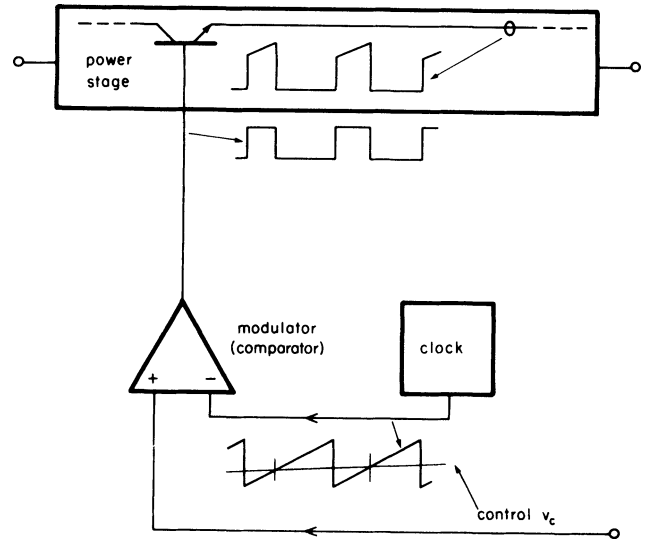 power
stage
modulator
(comparator)
clock
+
−
control v_c